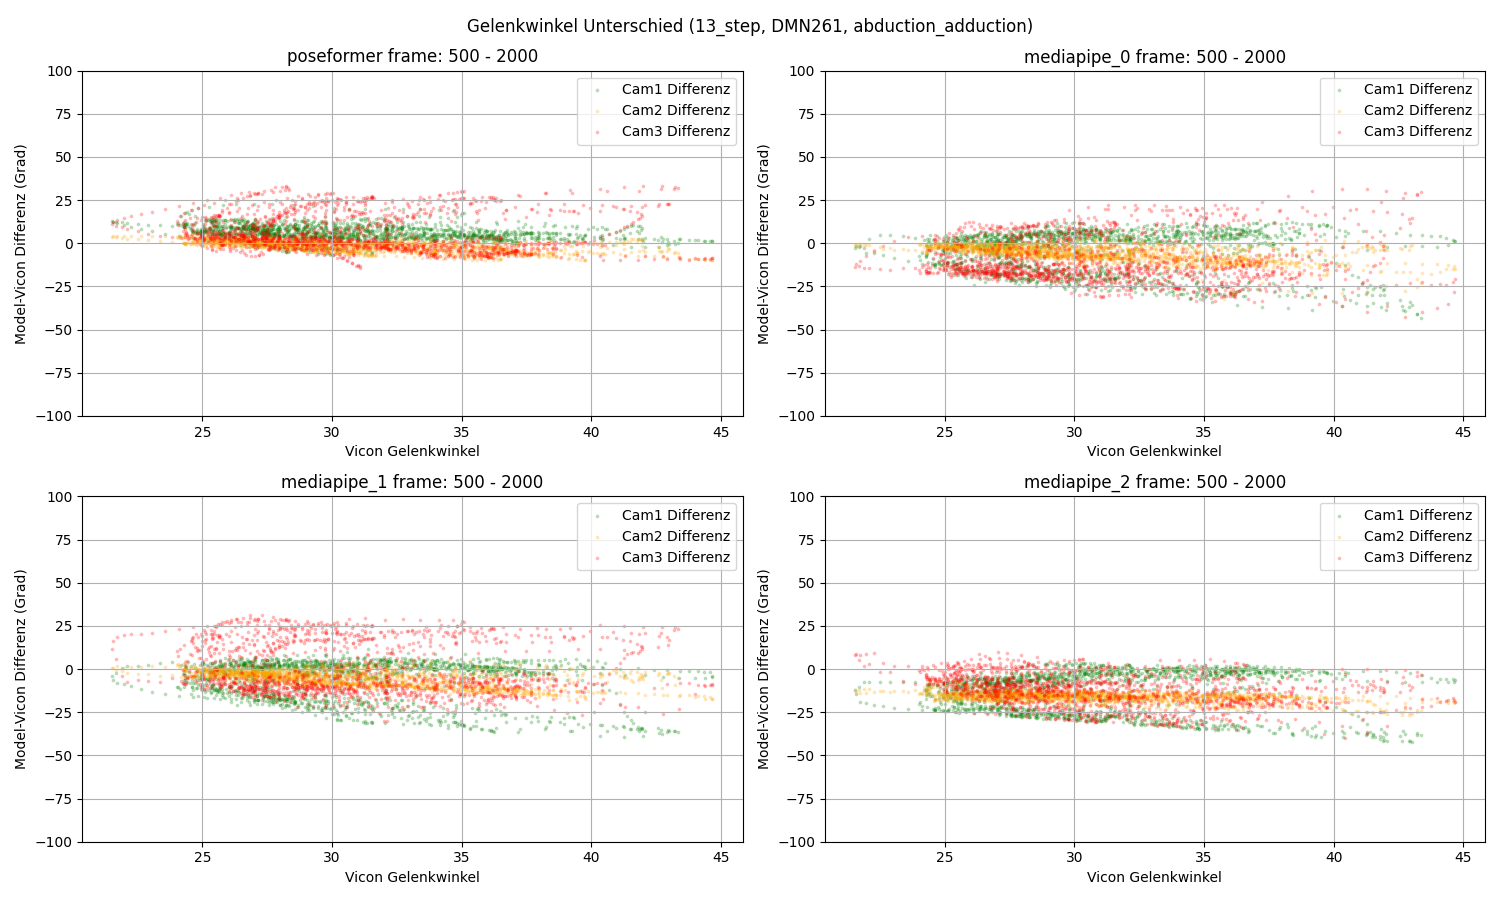 Gelenkwinkel Unterschied (13_step, DMN261, abduction_adduction)
poseformer frame: 500 - 2000
100
75
50
25
0
−25
−50
−75
−100
Model-Vicon Differenz (Grad)
Cam1 Differenz
Cam2 Differenz
Cam3 Differenz
25 30 35 40 45
Vicon Gelenkwinkel
mediapipe_0 frame: 500 - 2000
100
75
50
25
0
−25
−50
−75
−100
Model-Vicon Differenz (Grad)
Cam1 Differenz
Cam2 Differenz
Cam3 Differenz
25 30 35 40 45
Vicon Gelenkwinkel
mediapipe_1 frame: 500 - 2000
100
75
50
25
0
−25
−50
−75
−100
Model-Vicon Differenz (Grad)
Cam1 Differenz
Cam2 Differenz
Cam3 Differenz
25 30 35 40 45
Vicon Gelenkwinkel
mediapipe_2 frame: 500 - 2000
100
75
50
25
0
−25
−50
−75
−100
Model-Vicon Differenz (Grad)
Cam1 Differenz
Cam2 Differenz
Cam3 Differenz
25 30 35 40 45
Vicon Gelenkwinkel